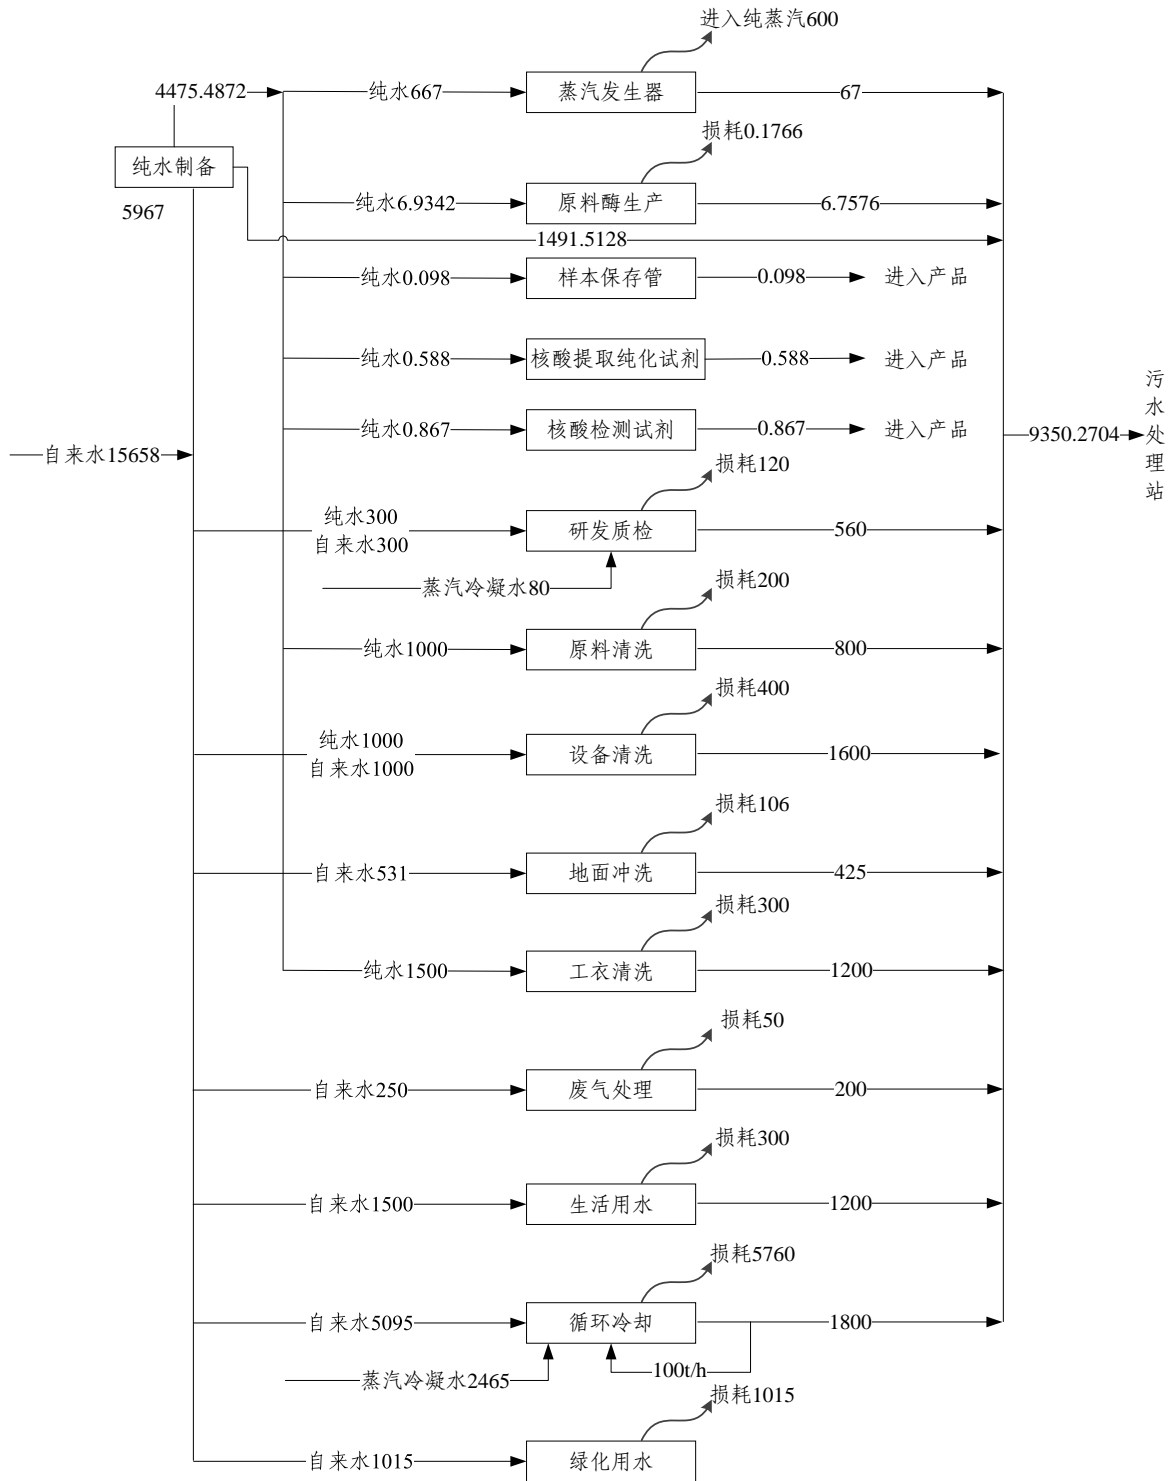 进入纯蒸汽600
4475.4872
纯水667
蒸汽发生器
67
损耗0.1766
纯水制备
5967
纯水6.9342
原料酶生产
6.7576
1491.5128
纯水0.098
样本保存管
0.098
进入产品
纯水0.588
核酸提取纯化试剂
0.588
进入产品
纯水0.867
核酸检测试剂
0.867
进入产品
自来水15658
9350.2704
污水处理站
损耗120
纯水300
自来水300
研发质检
560
蒸汽冷凝水80
损耗200
纯水1000
原料清洗
800
损耗400
纯水1000
自来水1000
设备清洗
1600
损耗106
自来水531
地面冲洗
425
损耗300
纯水1500
工衣清洗
1200
损耗50
自来水250
废气处理
200
损耗300
自来水1500
生活用水
1200
损耗5760
自来水5095
循环冷却
1800
100t/h
蒸汽冷凝水2465
损耗1015
自来水1015
绿化用水